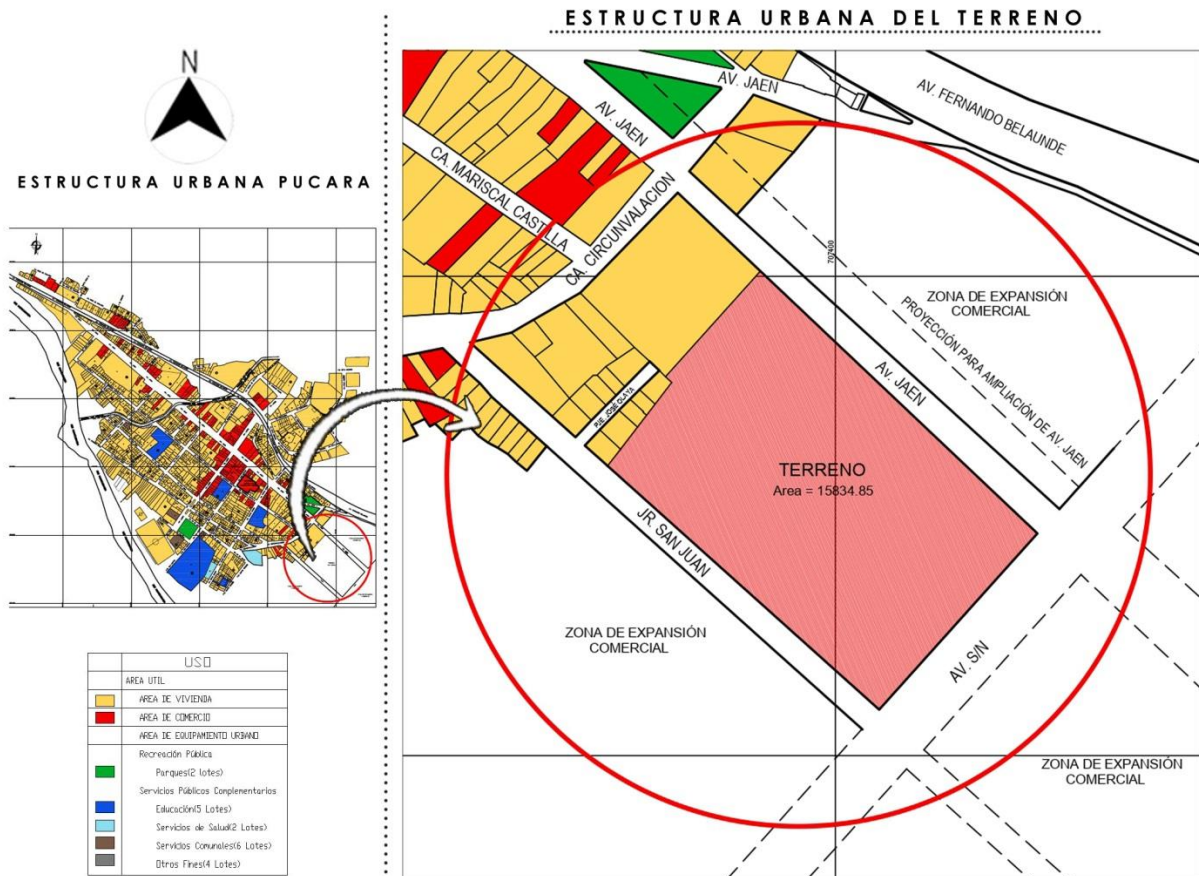 ESTRUCTURA URBANA DEL TERRENO
N
ESTRUCTURA URBANA PUCARA
USO
AREA UTIL
AREA DE VIVIENDA
AREA DE COMERCIO
AREA DE EQUIPAMIENTO URBANO
Recreación Pública
Parques(2 lotes)
Servicios Públicos Complementarios
Educación(5 Lotes)
Servicios de Salud(2 Lotes)
Servicios Comunales(6 Lotes)
Otros Fines(4 Lotes)
AV. JAEN
AV. FERNANDO BELAUNDE
AV. JAEN
CA. MARISCAL CASTILLA
CA. CIRCUNVALACION
707400
ZONA DE EXPANSIÓN
COMERCIAL
PROYECCIÓN PARA AMPLIACIÓN DE AV. JAEN
AV. JAEN
PJE. JOSÉ OLAYA
TERRENO
Area = 15834.85
JR. SAN JUAN
ZONA DE EXPANSIÓN
COMERCIAL
AV. S/N
ZONA DE EXPANSIÓN
COMERCIAL